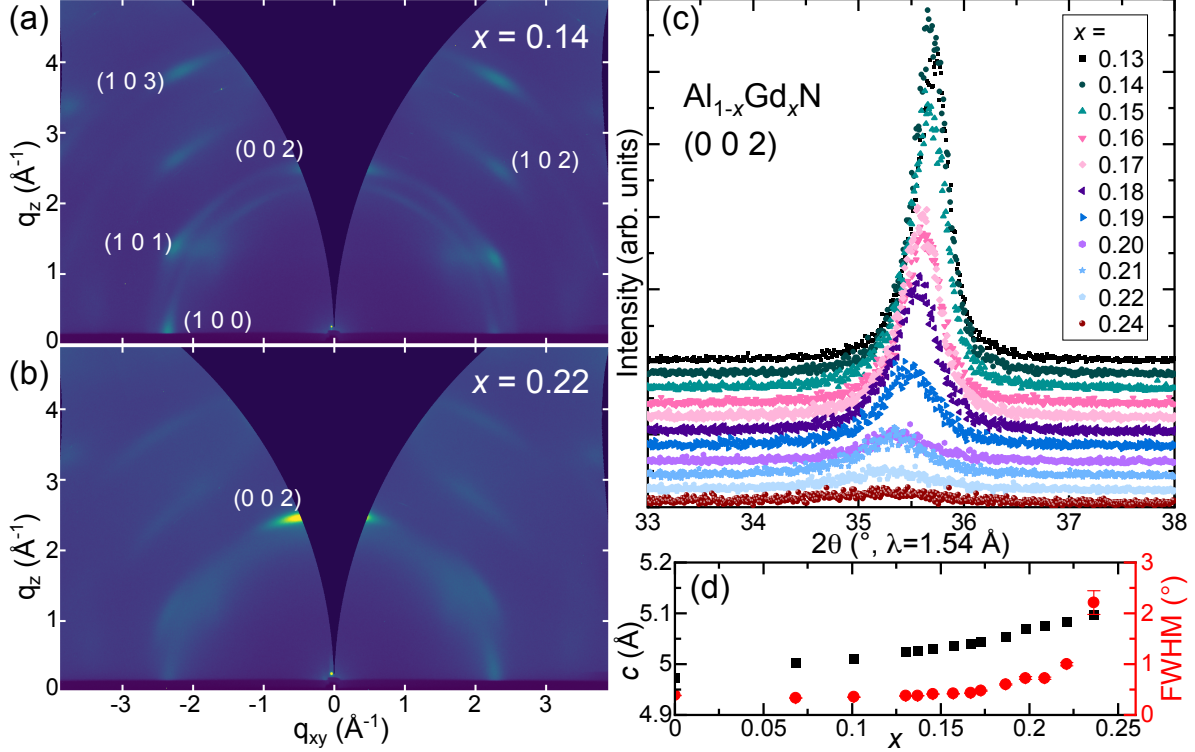 (a)
x = 0.14
(1 0 3)
(0 0 2)
(1 0 2)
(1 0 1)
(1 0 0)
q_z (Å⁻¹)
4
3
2
1
0
(b)
x = 0.22
(0 0 2)
q_z (Å⁻¹)
4
3
2
1
0
-3 -2 -1 0 1 2 3
q_xy (Å⁻¹)
(c)
Al₁₋ₓGdₓN
(0 0 2)
x =
0.13
0.14
0.15
0.16
0.17
0.18
0.19
0.20
0.21
0.22
0.24
Intensity (arb. units)
33 34 35 36 37 38
2θ (°, λ=1.54 Å)
(d)
c (Å)
5.2
5.1
5
4.9
FWHM (°)
3
2
1
0
0.00 0.05 0.10 0.15 0.20 0.25
x